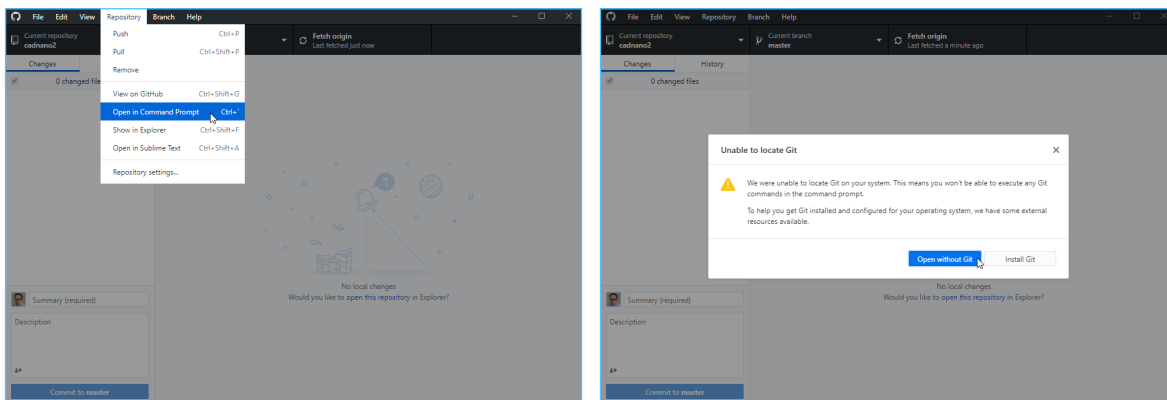 File Edit View Repository Branch Help
Current repository
cadnano2
Fetch origin
Last fetched just now
Changes
0 changed file
Push Ctrl+P
Pull Ctrl+Shift+P
Remove
View on GitHub Ctrl+Shift+G
Open in Command Prompt Ctrl+`
Show in Explorer Ctrl+Shift+F
Open in Sublime Text Ctrl+Shift+A
Repository settings...
No local changes
Would you like to open this repository in Explorer?
Summary (required)
Description
Commit to master
File Edit View Repository Branch Help
Current repository
cadnano2
Current branch
master
Fetch origin
Last fetched a minute ago
Changes History
0 changed files
Unable to locate Git
We were unable to locate Git on your system. This means you won't be able to execute any Git
commands in the command prompt.
To help you get Git installed and configured for your operating system, we have some external
resources available.
Open without Git Install Git
No local changes
Would you like to open this repository in Explorer?
Summary (required)
Description
Commit to master